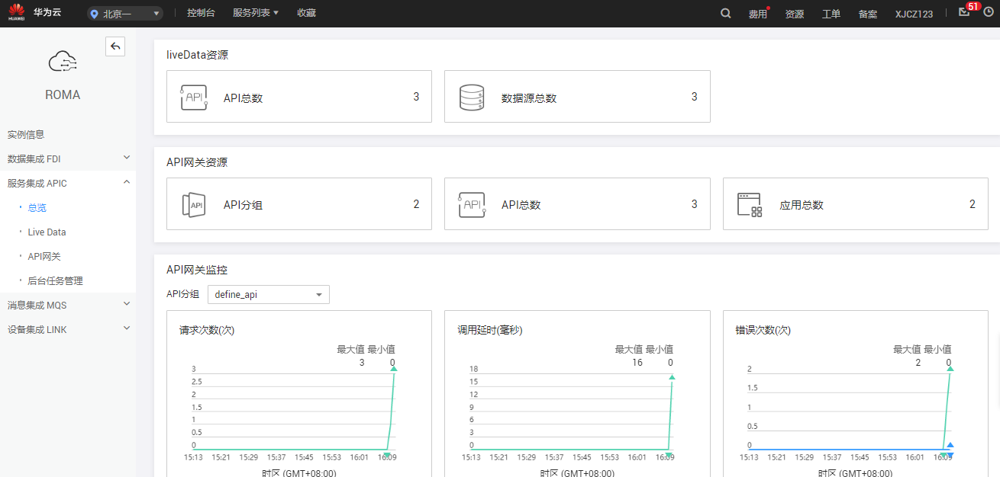 HUAWEI 华为云 北京一 控制台 服务列表 收藏 费用 资源 工单 备案 XJCZ123 51
ROMA
实例信息
数据集成 FDI
服务集成 APIC
总览
Live Data
API网关
后台任务管理
消息集成 MQS
设备集成 LINK
liveData资源
API API总数 3
数据源总数 3
API网关资源
API API分组 2
API API总数 3
应用总数 2
API网关监控
API分组 define_api
请求次数(次)
最大值 最小值
3 0
3
2.5
2
1.5
1
0.5
0
15:13 15:21 15:29 15:37 15:45 15:53 16:01 16:09
时区 (GMT+08:00)
调用延时(毫秒)
最大值 最小值
16 0
18
15
12
9
6
3
0
15:13 15:21 15:29 15:37 15:45 15:53 16:01 16:09
时区 (GMT+08:00)
错误次数(次)
最大值 最小值
2 0
2
1.5
1
0.5
0
15:13 15:21 15:29 15:37 15:45 15:53 16:01 16:09
时区 (GMT+08:00)